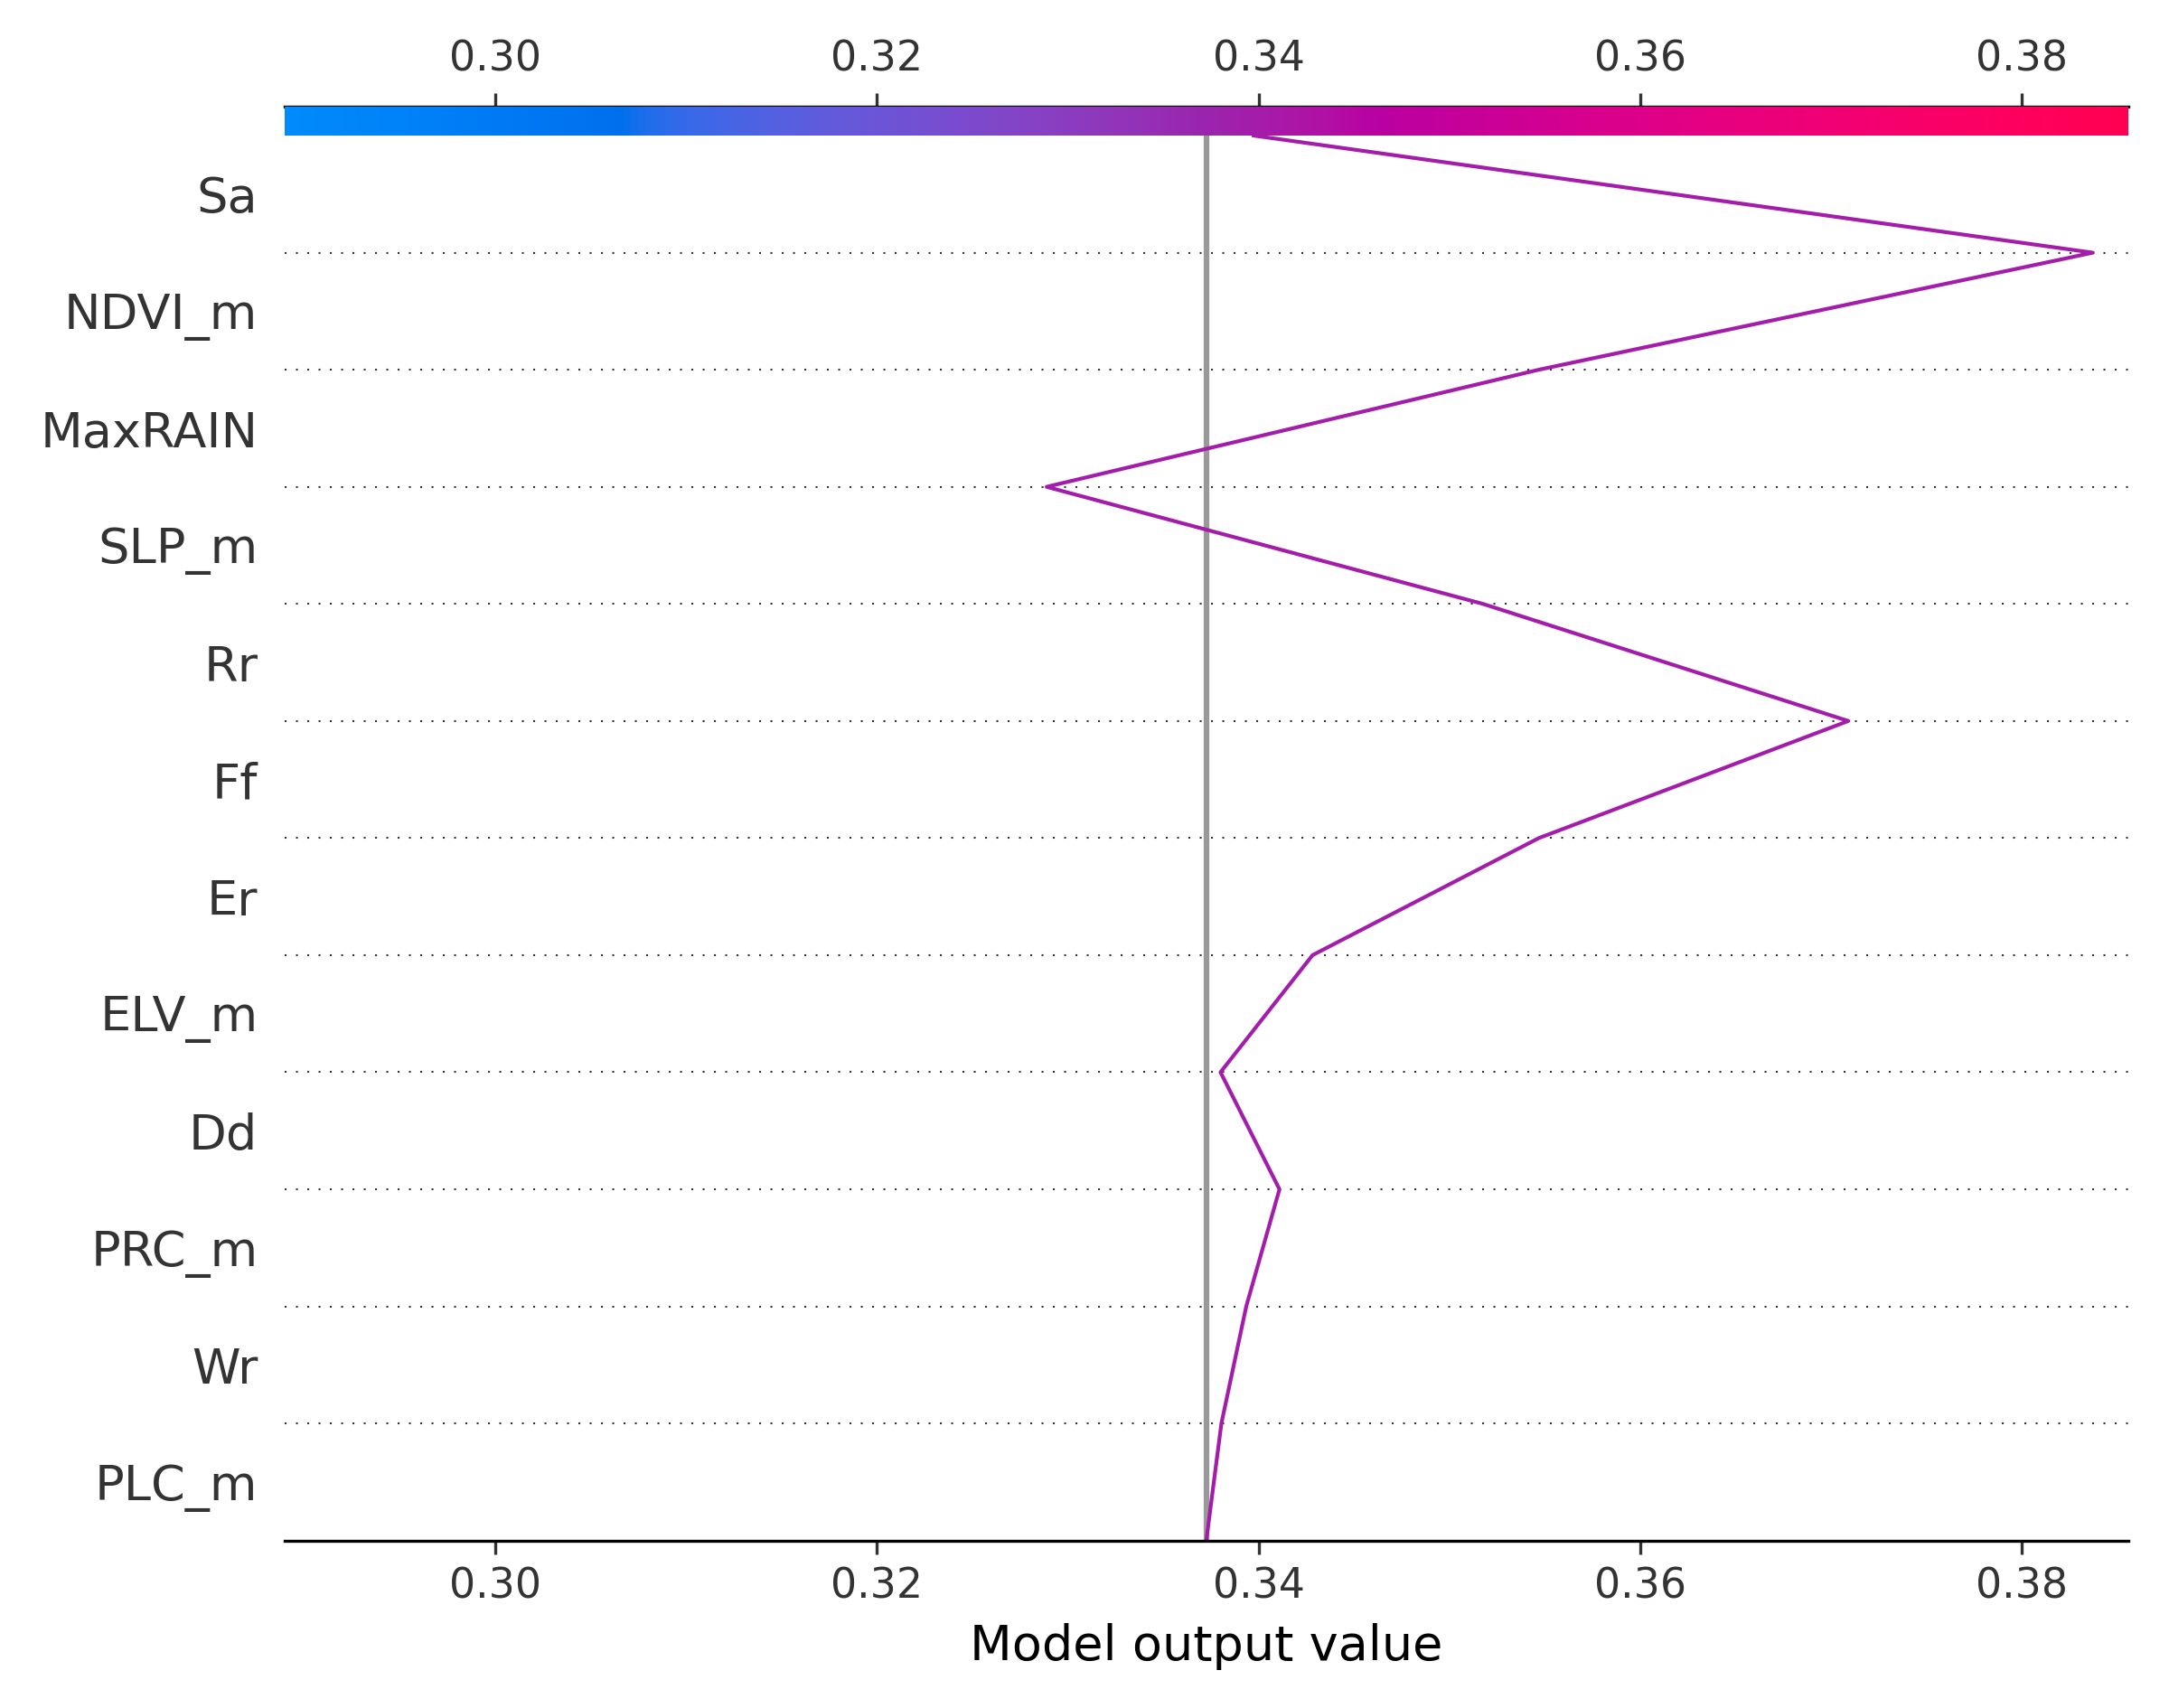 0.30 0.32 0.34 0.36 0.38
Sa
NDVI_m
MaxRAIN
SLP_m
Rr
Ff
Er
ELV_m
Dd
PRC_m
Wr
PLC_m
0.30 0.32 0.34 0.36 0.38
Model output value